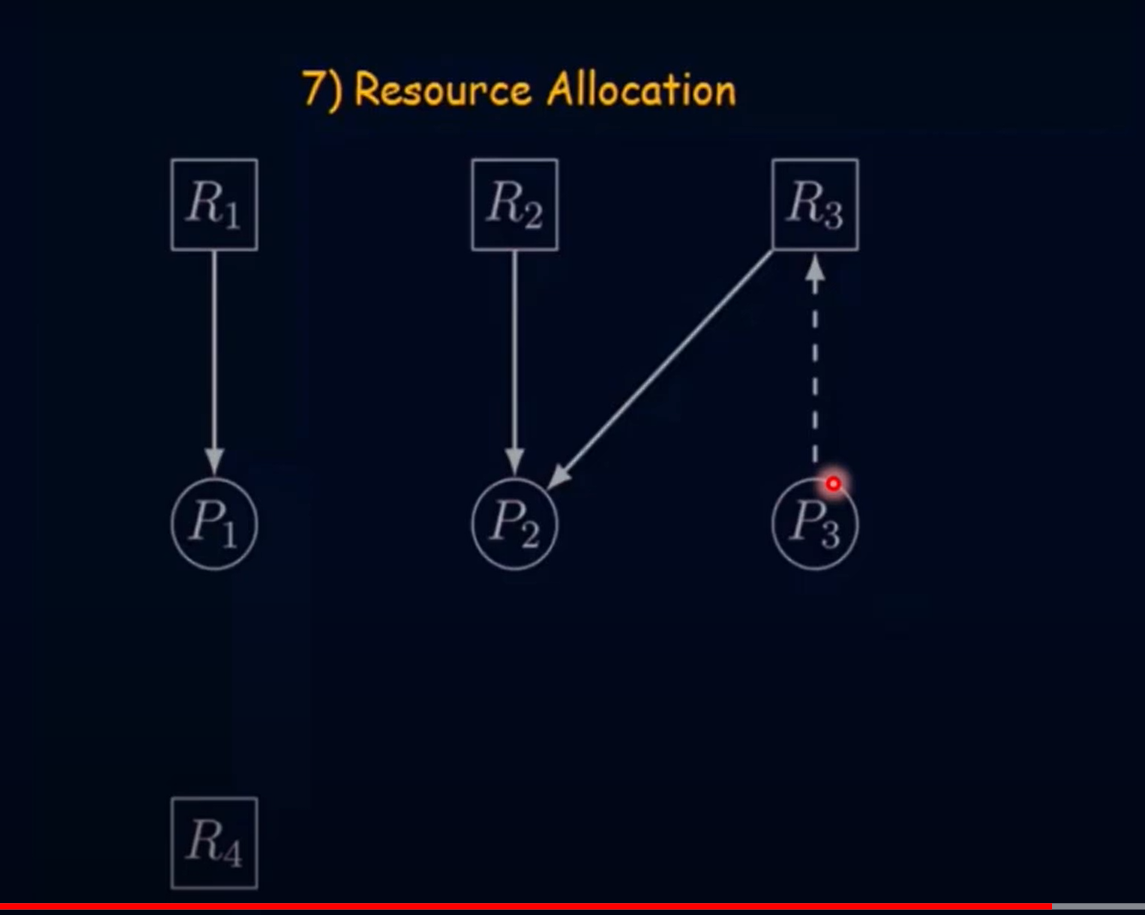 7) Resource Allocation
R₁ R₂ R₃
P₁ P₂ P₃
R₄